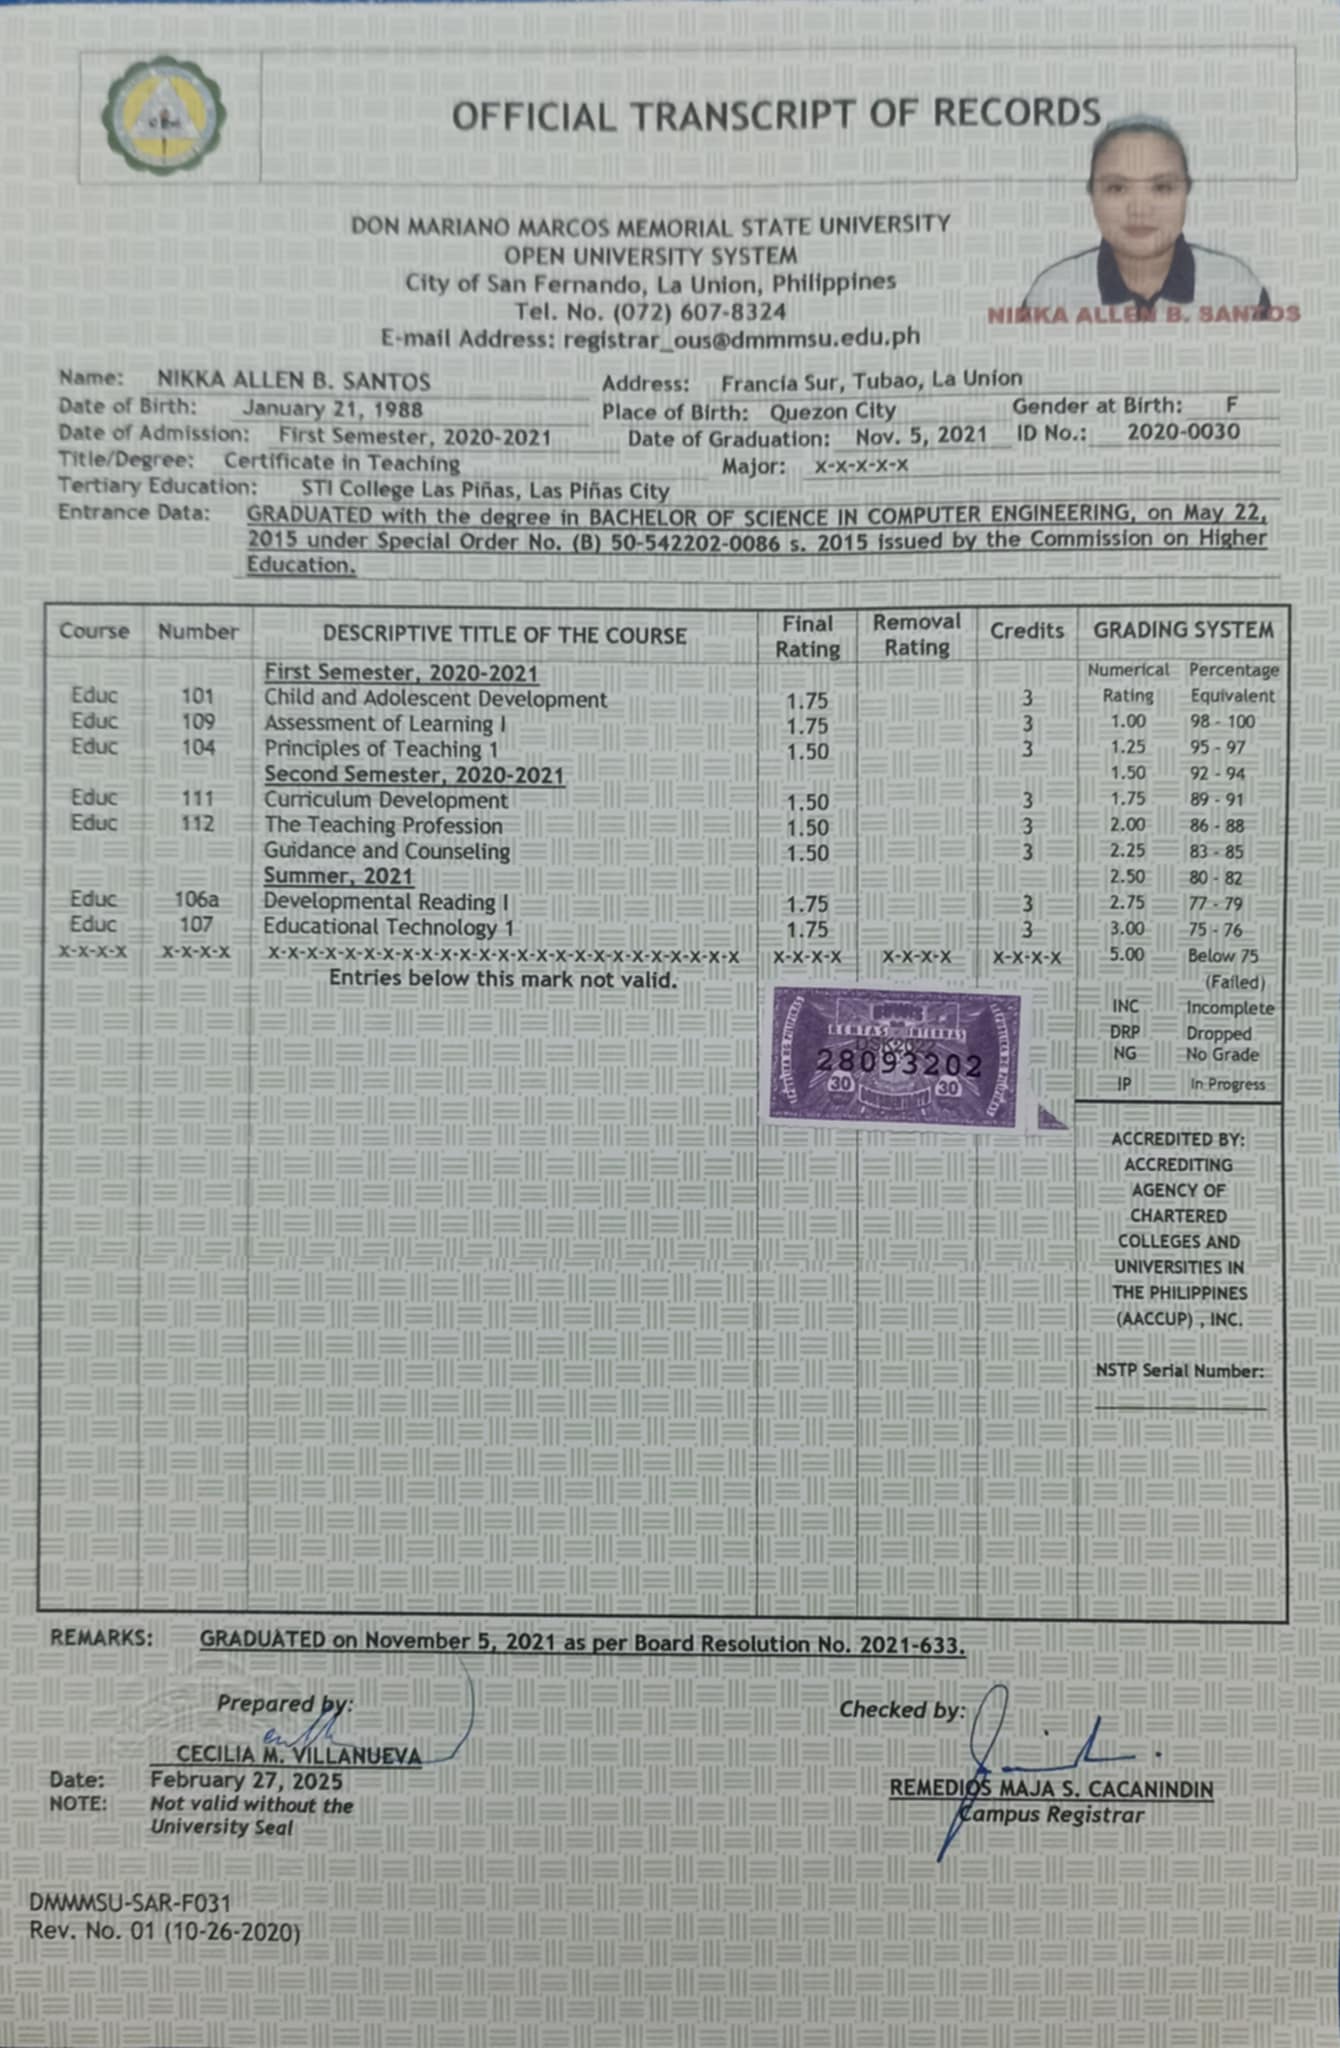 OFFICIAL TRANSCRIPT OF RECORDS
DON MARIANO MARCOS MEMORIAL STATE UNIVERSITY
OPEN UNIVERSITY SYSTEM
City of San Fernando, La Union, Philippines
Tel. No. (072) 607-8324
E-mail Address: registrar_ous@dmmmsu.edu.ph
NIKKA ALLEN B. SANTOS
Name: NIKKA ALLEN B. SANTOS Address: Francia Sur, Tubao, La Union
Date of Birth: January 21, 1988 Place of Birth: Quezon City Gender at Birth: F
Date of Admission: First Semester, 2020-2021 Date of Graduation: Nov. 5, 2021 ID No.: 2020-0030
Title/Degree: Certificate in Teaching Major: x-x-x-x-x
Tertiary Education: STI College Las Piñas, Las Piñas City
Entrance Data: GRADUATED with the degree in BACHELOR OF SCIENCE IN COMPUTER ENGINEERING, on May 22,
2015 under Special Order No. (B) 50-542202-0086 s. 2015 issued by the Commission on Higher
Education.
Course Number DESCRIPTIVE TITLE OF THE COURSE Final Rating Removal Rating Credits
First Semester, 2020-2021
Educ 101 Child and Adolescent Development 1.75 3
Educ 109 Assessment of Learning I 1.75 3
Educ 104 Principles of Teaching 1 1.50 3
Second Semester, 2020-2021
Educ 111 Curriculum Development 1.50 3
Educ 112 The Teaching Profession 1.50 3
Guidance and Counseling 1.50 3
Summer, 2021
Educ 106a Developmental Reading I 1.75 3
Educ 107 Educational Technology 1 1.75 3
x-x-x-x x-x-x-x x-x-x-x-x-x-x-x-x-x-x-x-x-x-x-x-x-x-x-x-x-x x-x-x-x x-x-x-x x-x-x-x
Entries below this mark not valid.
RENTAS INTERNAS
28093202
30 30
GRADING SYSTEM
Numerical Percentage
Rating Equivalent
1.00 98 - 100
1.25 95 - 97
1.50 92 - 94
1.75 89 - 91
2.00 86 - 88
2.25 83 - 85
2.50 80 - 82
2.75 77 - 79
3.00 75 - 76
5.00 Below 75
(Failed)
INC Incomplete
DRP Dropped
NG No Grade
IP In Progress
ACCREDITED BY:
ACCREDITING
AGENCY OF
CHARTERED
COLLEGES AND
UNIVERSITIES IN
THE PHILIPPINES
(AACCUP) , INC.
NSTP Serial Number:
REMARKS: GRADUATED on November 5, 2021 as per Board Resolution No. 2021-633.
Prepared by:
CECILIA M. VILLANUEVA
Date: February 27, 2025
NOTE: Not valid without the
University Seal
Checked by:
REMEDIOS MAJA S. CACANINDIN
Campus Registrar
DMMMSU-SAR-F031
Rev. No. 01 (10-26-2020)